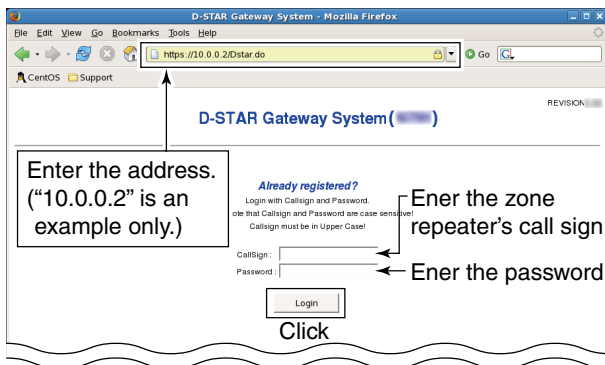 D-STAR Gateway System - Mozilla Firefox
File Edit View Go Bookmarks Tools Help
https://10.0.0.2/Dstar.do
Go
G
CentOS Support
REVISION
D-STAR Gateway System( )
Enter the address.
(“10.0.0.2” is an
example only.)
Already registered?
Login with Callsign and Password.
ote that Callsign and Password are case sensitive!
Callsign must be in Upper Case!
Ener the zone
repeater’s call sign
CallSign :
Password :
Ener the password
Login
Click